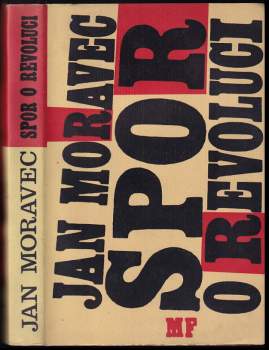 JAN MORAVEC SPOR O REVOLUCI
JAN MORAVEC
SPOR
O REVOLUCI
MF